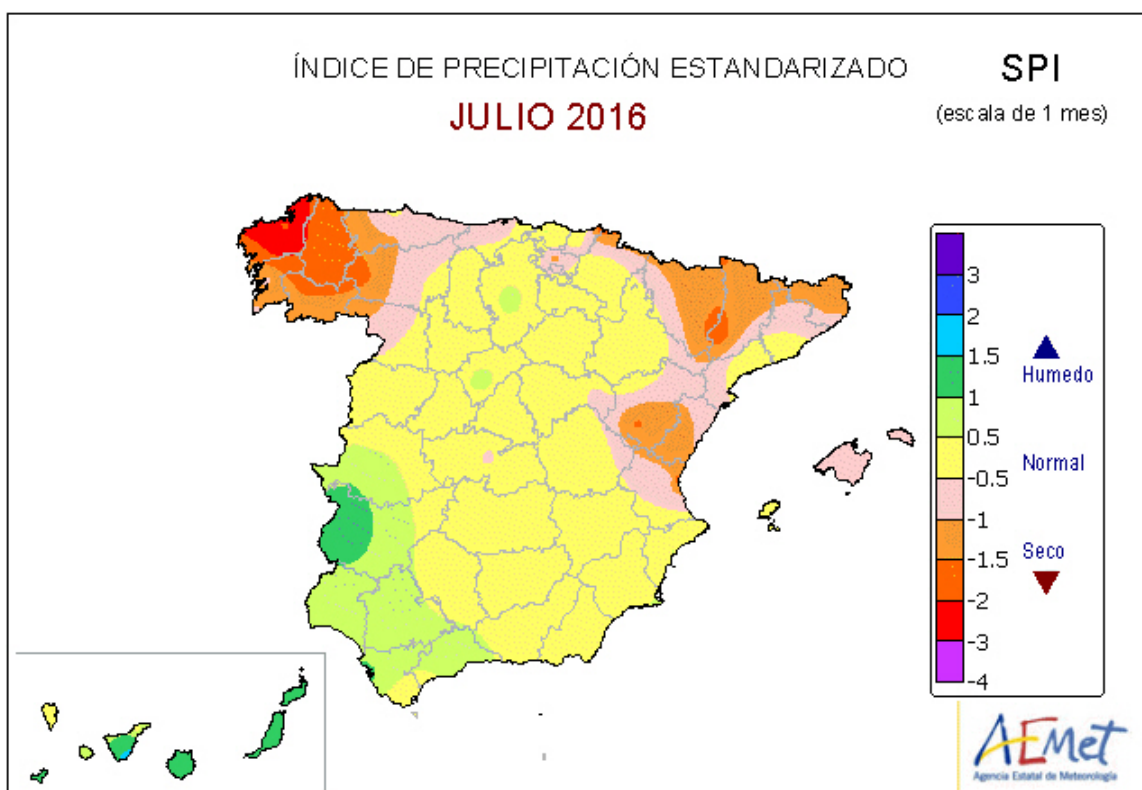 ÍNDICE DE PRECIPITACIÓN ESTANDARIZADO
SPI
JULIO 2016
(escala de 1 mes)
3
2
1.5
1
0.5
-0.5
-1
-1.5
-2
-3
-4
Humedo
Normal
Seco
AEMet
Agencia Estatal de Meteorología